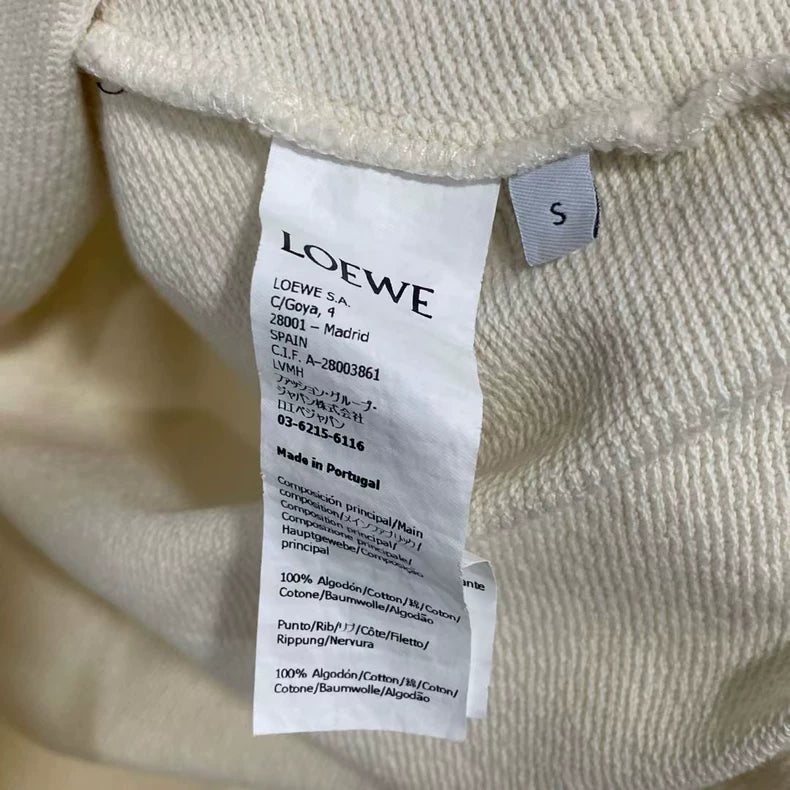 S
LOEWE
LOEWE S.A.
C/Goya, 4
28001 – Madrid
SPAIN
C.I.F. A-28003861
LVMH
ファッション・グループ・
ジャパン株式会社
ロエベジャパン
03-6215-6116
Made in Portugal
Composición principal/Main
composition/メインファブリック/
Composition principal/
Composizione principale/
Hauptgewebe/Composição
principal
100% Algodón/Cotton/綿/Coton/
Cotone/Baumwolle/Algodão
Punto/Rib/リブ/Côte/Filetto/
Rippung/Nervura
100% Algodón/Cotton/綿/Coton/
Cotone/Baumwolle/Algodão